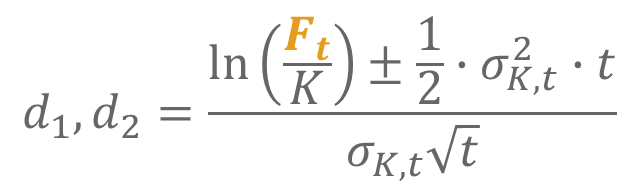 d₁, d₂ = (ln(Fₜ/K) ± 1/2 · σ²_{K,t} · t) / (σ_{K,t}√t)